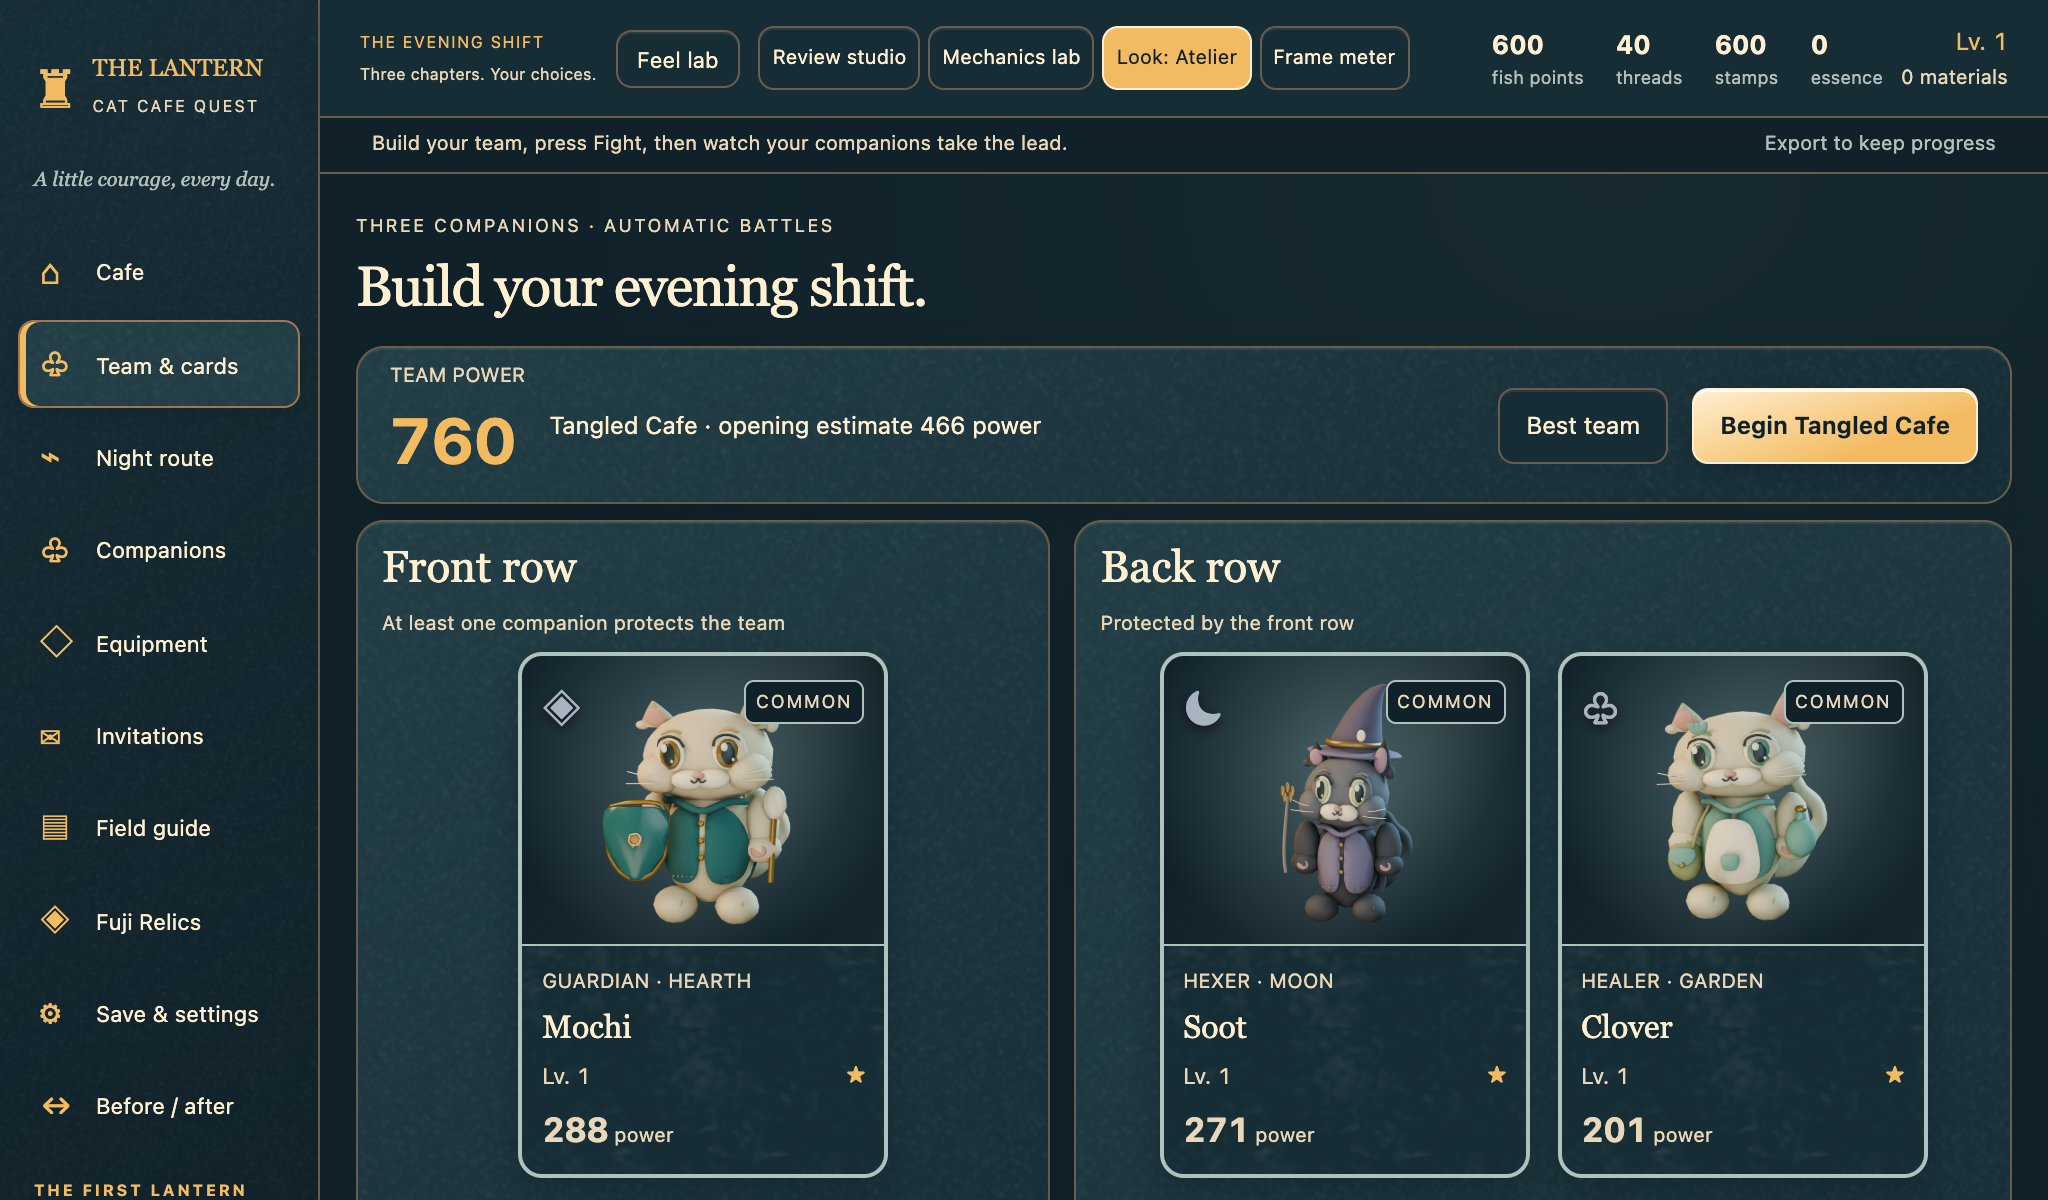 THE LANTERN
CAT CAFE QUEST
A little courage, every day.
Cafe
Team & cards
Night route
Companions
Equipment
Invitations
Field guide
Fuji Relics
Save & settings
Before / after
THE FIRST LANTERN
THE EVENING SHIFT
Three chapters. Your choices.
Feel lab
Review studio
Mechanics lab
Look: Atelier
Frame meter
600
fish points
40
threads
600
stamps
0
essence
Lv. 1
0 materials
Build your team, press Fight, then watch your companions take the lead.
Export to keep progress
THREE COMPANIONS · AUTOMATIC BATTLES
Build your evening shift.
TEAM POWER
760
Tangled Cafe · opening estimate 466 power
Best team
Begin Tangled Cafe
Front row
At least one companion protects the team
COMMON
GUARDIAN · HEARTH
Mochi
Lv. 1
288 power
Back row
Protected by the front row
COMMON
HEXER · MOON
Soot
Lv. 1
271 power
COMMON
HEALER · GARDEN
Clover
Lv. 1
201 power